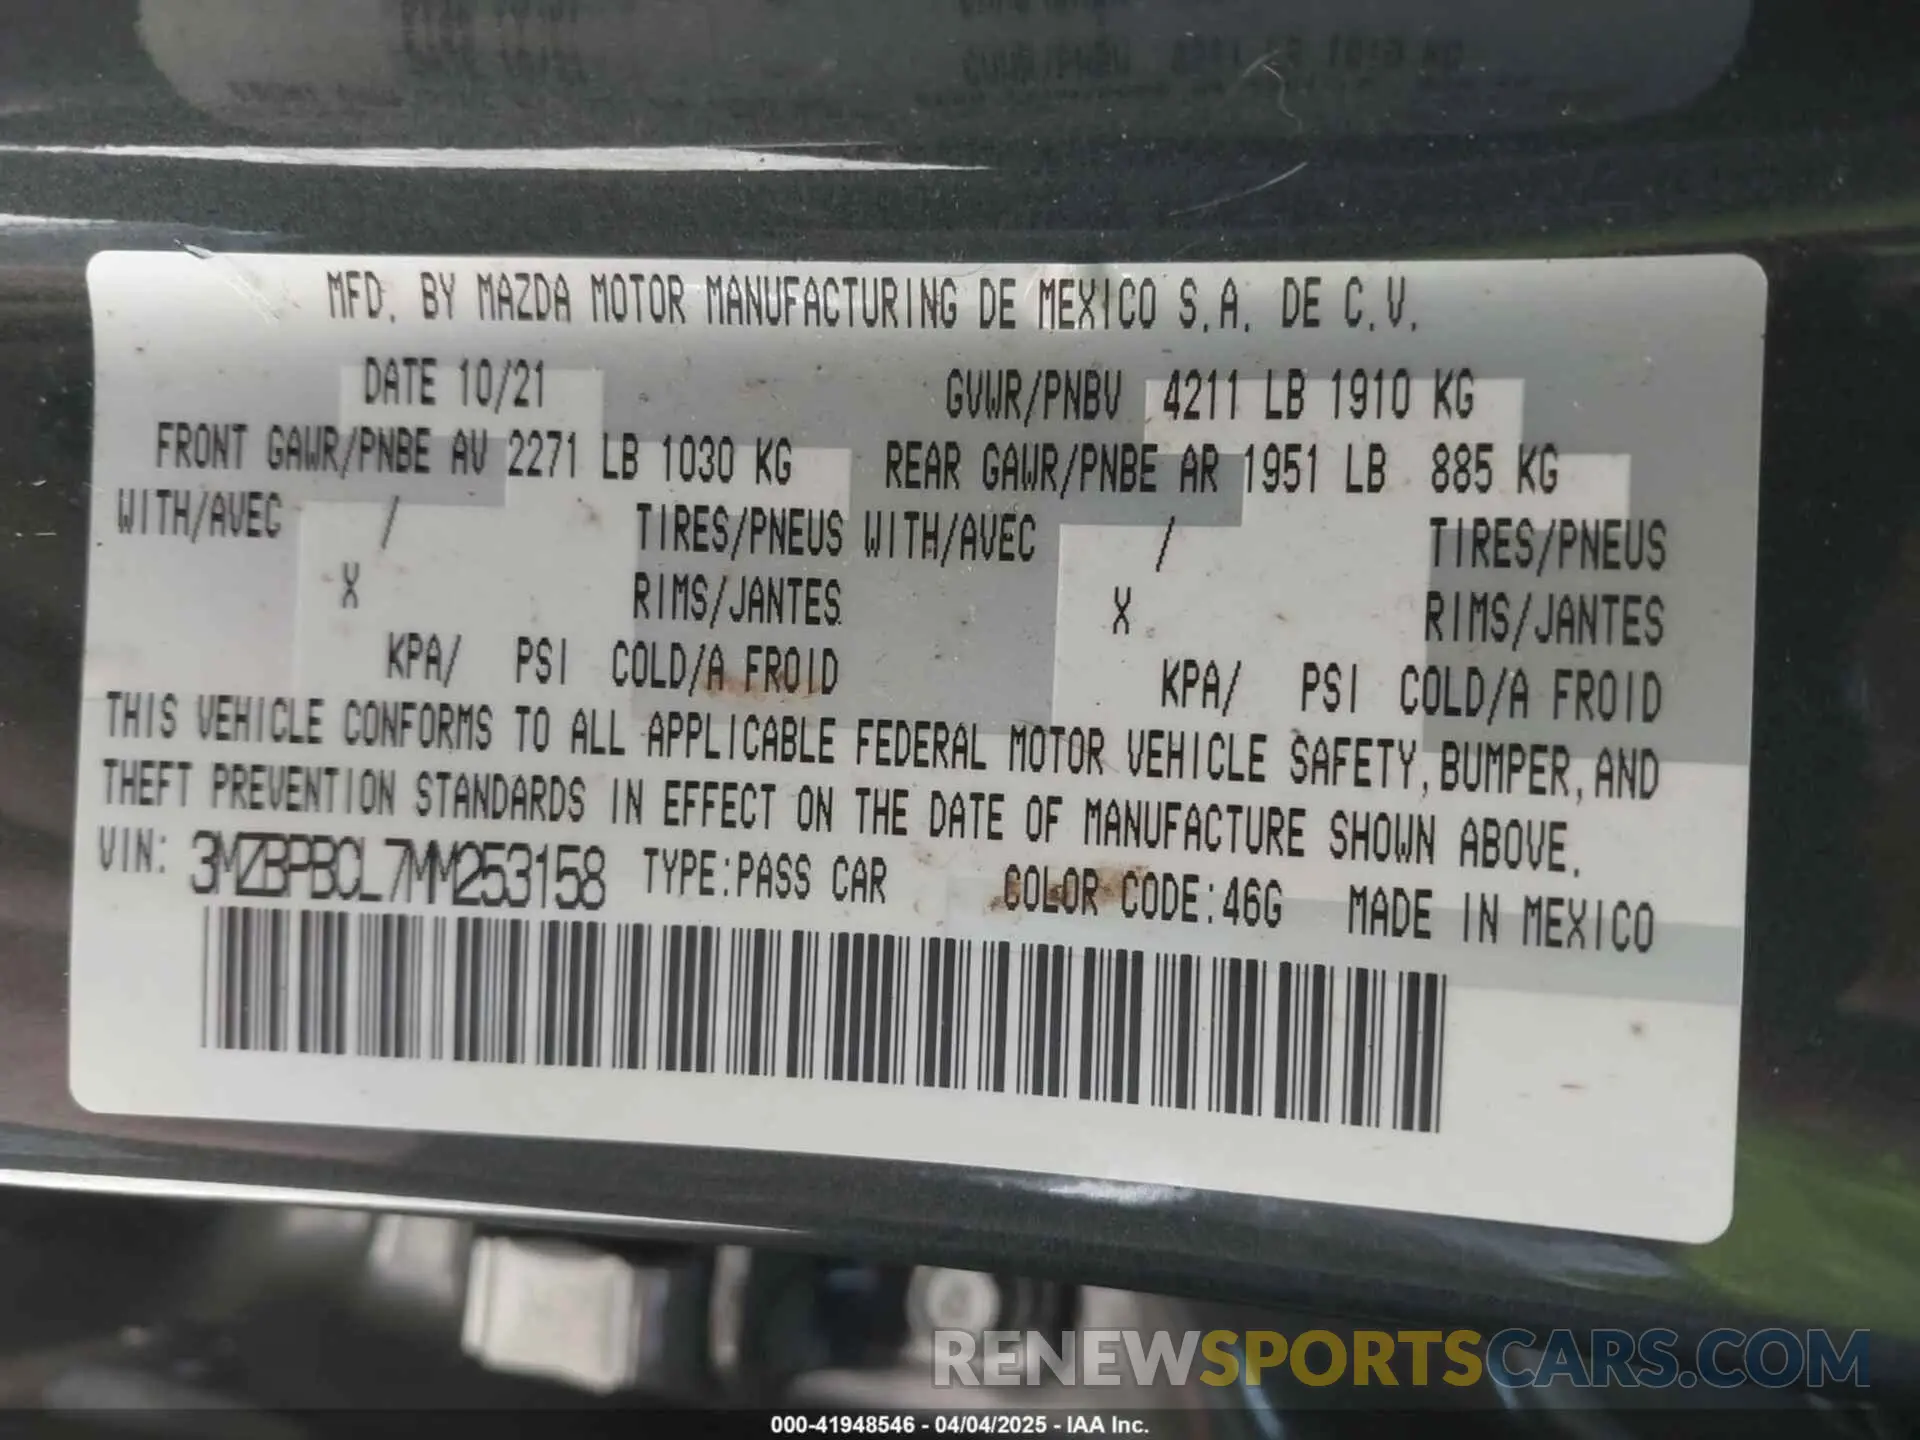 MFD. BY MAZDA MOTOR MANUFACTURING DE MEXICO S.A. DE C.V.
DATE 10/21 GVWR/PNBV 4211 LB 1910 KG
FRONT GAWR/PNBE AV 2271 LB 1030 KG REAR GAWR/PNBE AR 1951 LB 885 KG
WITH/AVEC / TIRES/PNEUS WITH/AVEC / TIRES/PNEUS
X RIMS/JANTES X RIMS/JANTES
KPA/ PSI COLD/A FROID KPA/ PSI COLD/A FROID
THIS VEHICLE CONFORMS TO ALL APPLICABLE FEDERAL MOTOR VEHICLE SAFETY,BUMPER,AND
THEFT PREVENTION STANDARDS IN EFFECT ON THE DATE OF MANUFACTURE SHOWN ABOVE.
VIN: 3MZBPBCL7MM253158 TYPE:PASS CAR COLOR CODE:46G MADE IN MEXICO
RENEWSPORTSCARS.COM
000-41948546 - 04/04/2025 - IAA Inc.